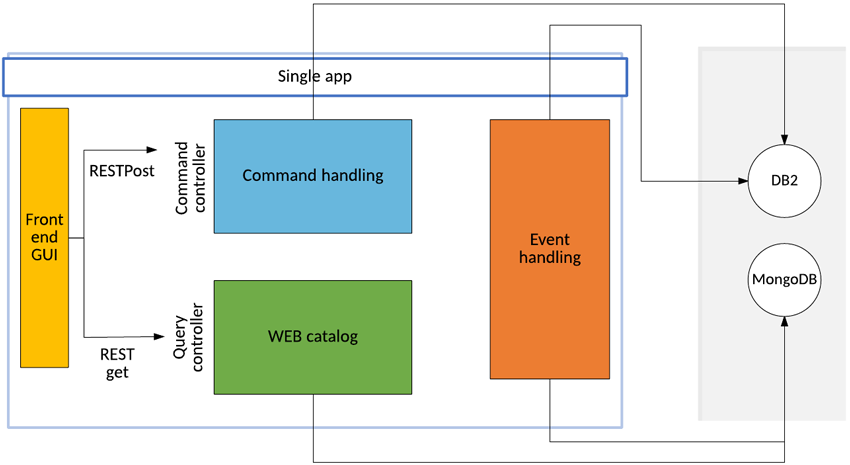 Single app
Front
end
GUI
RESTPost
REST
get
Command
controller
Query
controller
Command handling
WEB catalog
Event
handling
DB2
MongoDB